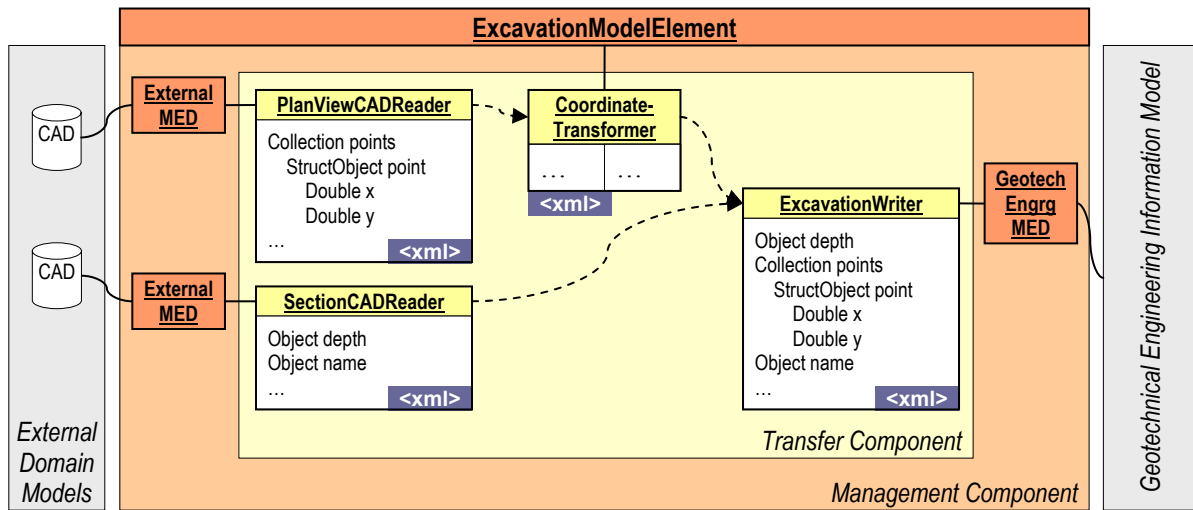 ExcavationModelElement
CAD
CAD
External
Domain
Models
External
MED
External
MED
PlanViewCADReader
Collection points
StructObject point
Double x
Double y
...
<xml>
SectionCADReader
Object depth
Object name
...
<xml>
Coordinate-
Transformer
... ...
<xml>
ExcavationWriter
Object depth
Collection points
StructObject point
Double x
Double y
Object name
...
<xml>
Transfer Component
Management Component
Geotech
Engrg
MED
Geotechnical Engineering Information Model